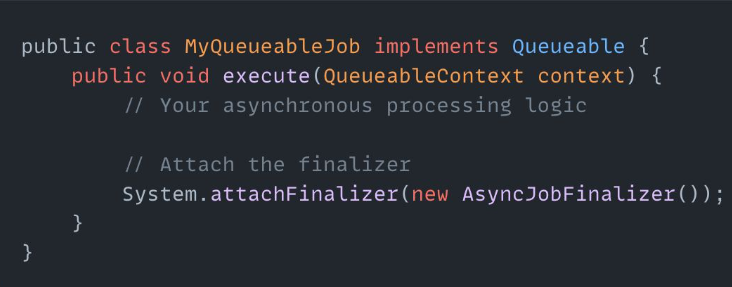 public class MyQueueableJob implements Queueable {
    public void execute(QueueableContext context) {
        // Your asynchronous processing logic

        // Attach the finalizer
        System.attachFinalizer(new AsyncJobFinalizer());
    }
}